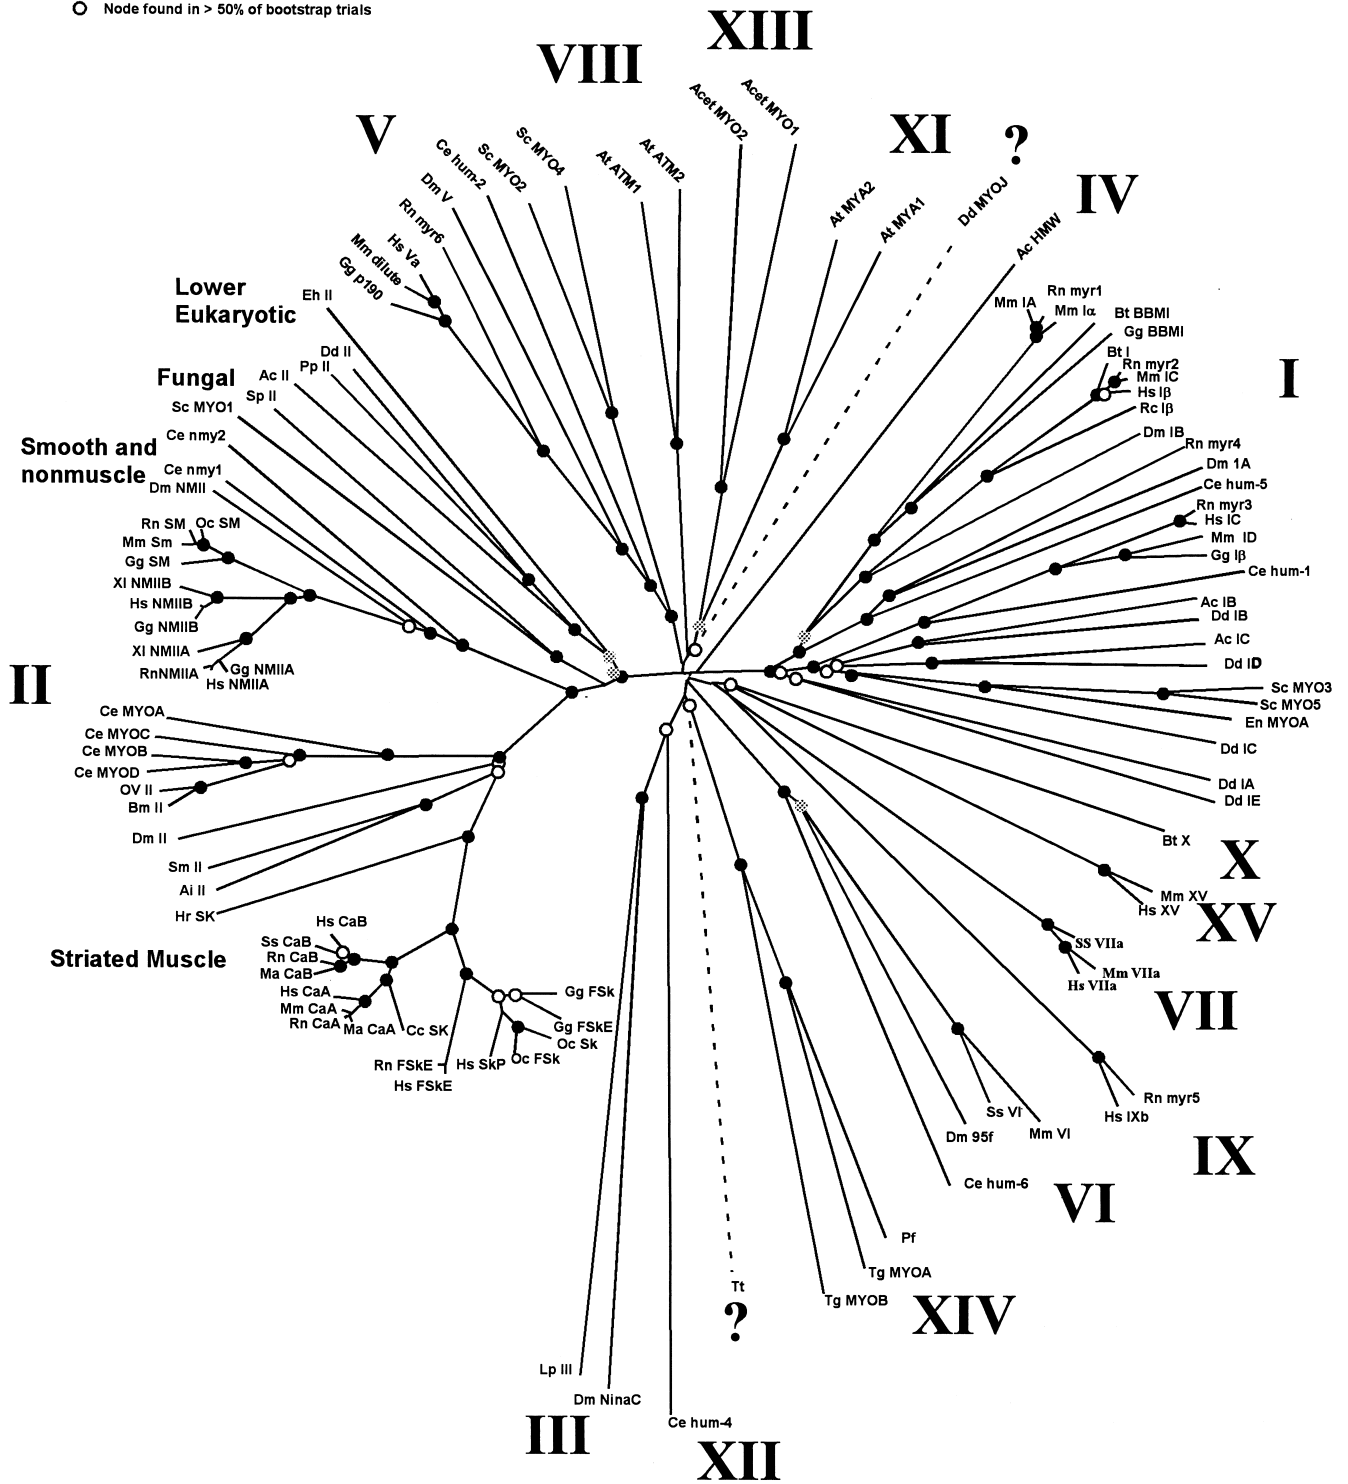 Node found in > 50% of bootstrap trials
XIII
VIII
V
XI
?
IV
I
Acet MYO2
Acet MYO1
Sc MYO4
At ATM1
At ATM2
Ce hum-2
Sc MYO2
Dm V
Rn myr6
Hs Va
Mm dilute
Gg p190
At MYA2
At MYA1
Dd MYOJ
Ac HMW
Lower
Eukaryotic
Eh II
Dd II
Pp II
Ac II
Fungal
Sp II
Sc MYO1
Ce nmy2
Smooth and
nonmuscle
Ce nmy1
Dm NMII
Rn SM
Oc SM
Mm Sm
Gg SM
XI NMIIB
Hs NMIIB
Gg NMIIB
XI NMIIA
RnNMIIA
Gg NMIIA
Hs NMIIA
II
Ce MYOA
Ce MYOC
Ce MYOB
Ce MYOD
OV II
Bm II
Dm II
Sm II
Ai II
Hr SK
Striated Muscle
Hs CaB
Ss CaB
Rn CaB
Ma CaB
Hs CaA
Mm CaA
Rn CaA
Ma CaA
Cc SK
Gg FSk
Gg FSkE
Oc Sk
Oc FSk
Hs SkP
Rn FSkE
Hs FSkE
Mm IA
Rn myr1
Mm Iα
Bt BBMI
Gg BBMI
Bt I
Rn myr2
Mm IC
Hs Iβ
Rc Iβ
Dm IB
Rn myr4
Dm 1A
Ce hum-5
Rn myr3
Hs IC
Mm ID
Gg Iβ
Ce hum-1
Ac IB
Dd IB
Ac IC
Dd ID
Sc MYO3
Sc MYO5
En MYOA
Dd IC
Dd IA
Dd IE
Bt X
X
Mm XV
Hs XV
XV
SS VIIa
Mm VIIa
Hs VIIa
VII
Rn myr5
Hs IXb
IX
Ss VI
Mm VI
Dm 95f
Ce hum-6
VI
Pf
Tg MYOA
Tg MYOB
XIV
Tt
?
Lp III
Dm NinaC
III
Ce hum-4
XII